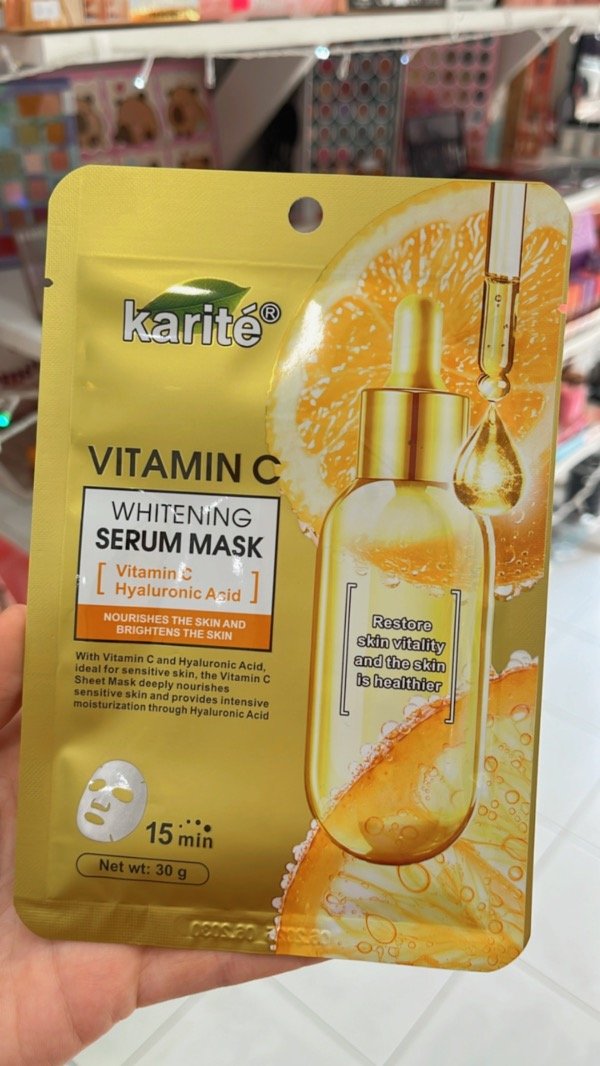 karité®
VITAMIN C
WHITENING
SERUM MASK
[ Vitamin C
Hyaluronic Acid ]
NOURISHES THE SKIN AND
BRIGHTENS THE SKIN
With Vitamin C and Hyaluronic Acid,
ideal for sensitive skin, the Vitamin C
Sheet Mask deeply nourishes
sensitive skin and provides intensive
moisturization through Hyaluronic Acid
15 min
Net wt: 30 g
Restore
skin vitality
and the skin
is healthier